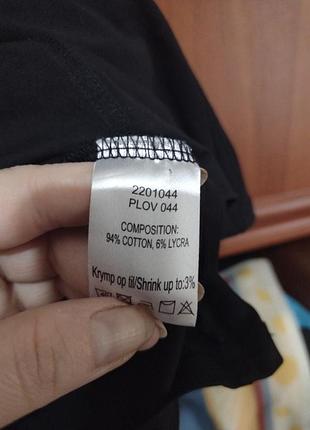 2201044
PLOV 044
COMPOSITION:
94% COTTON, 6% LYCRA
Krymp op til/Shrink up to:3%